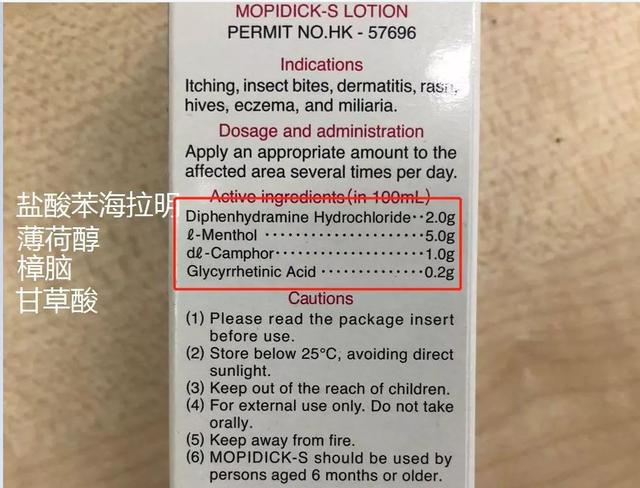 MOPIDICK-S LOTION
PERMIT NO.HK - 57696
Indications
Itching, insect bites, dermatitis, rash,
hives, eczema, and miliaria.
Dosage and administration
Apply an appropriate amount to the
affected area several times per day.
Active ingredients (in 100mL)
Diphenhydramine Hydrochloride··2.0g
ℓ-Menthol ··················5.0g
dℓ-Camphor·················1.0g
Glycyrrhetinic Acid ············0.2g
盐酸苯海拉明
薄荷醇
樟脑
甘草酸
Cautions
(1) Please read the package insert
before use.
(2) Store below 25°C, avoiding direct
sunlight.
(3) Keep out of the reach of children.
(4) For external use only. Do not take
orally.
(5) Keep away from fire.
(6) MOPIDICK-S should be used by
persons aged 6 months or older.